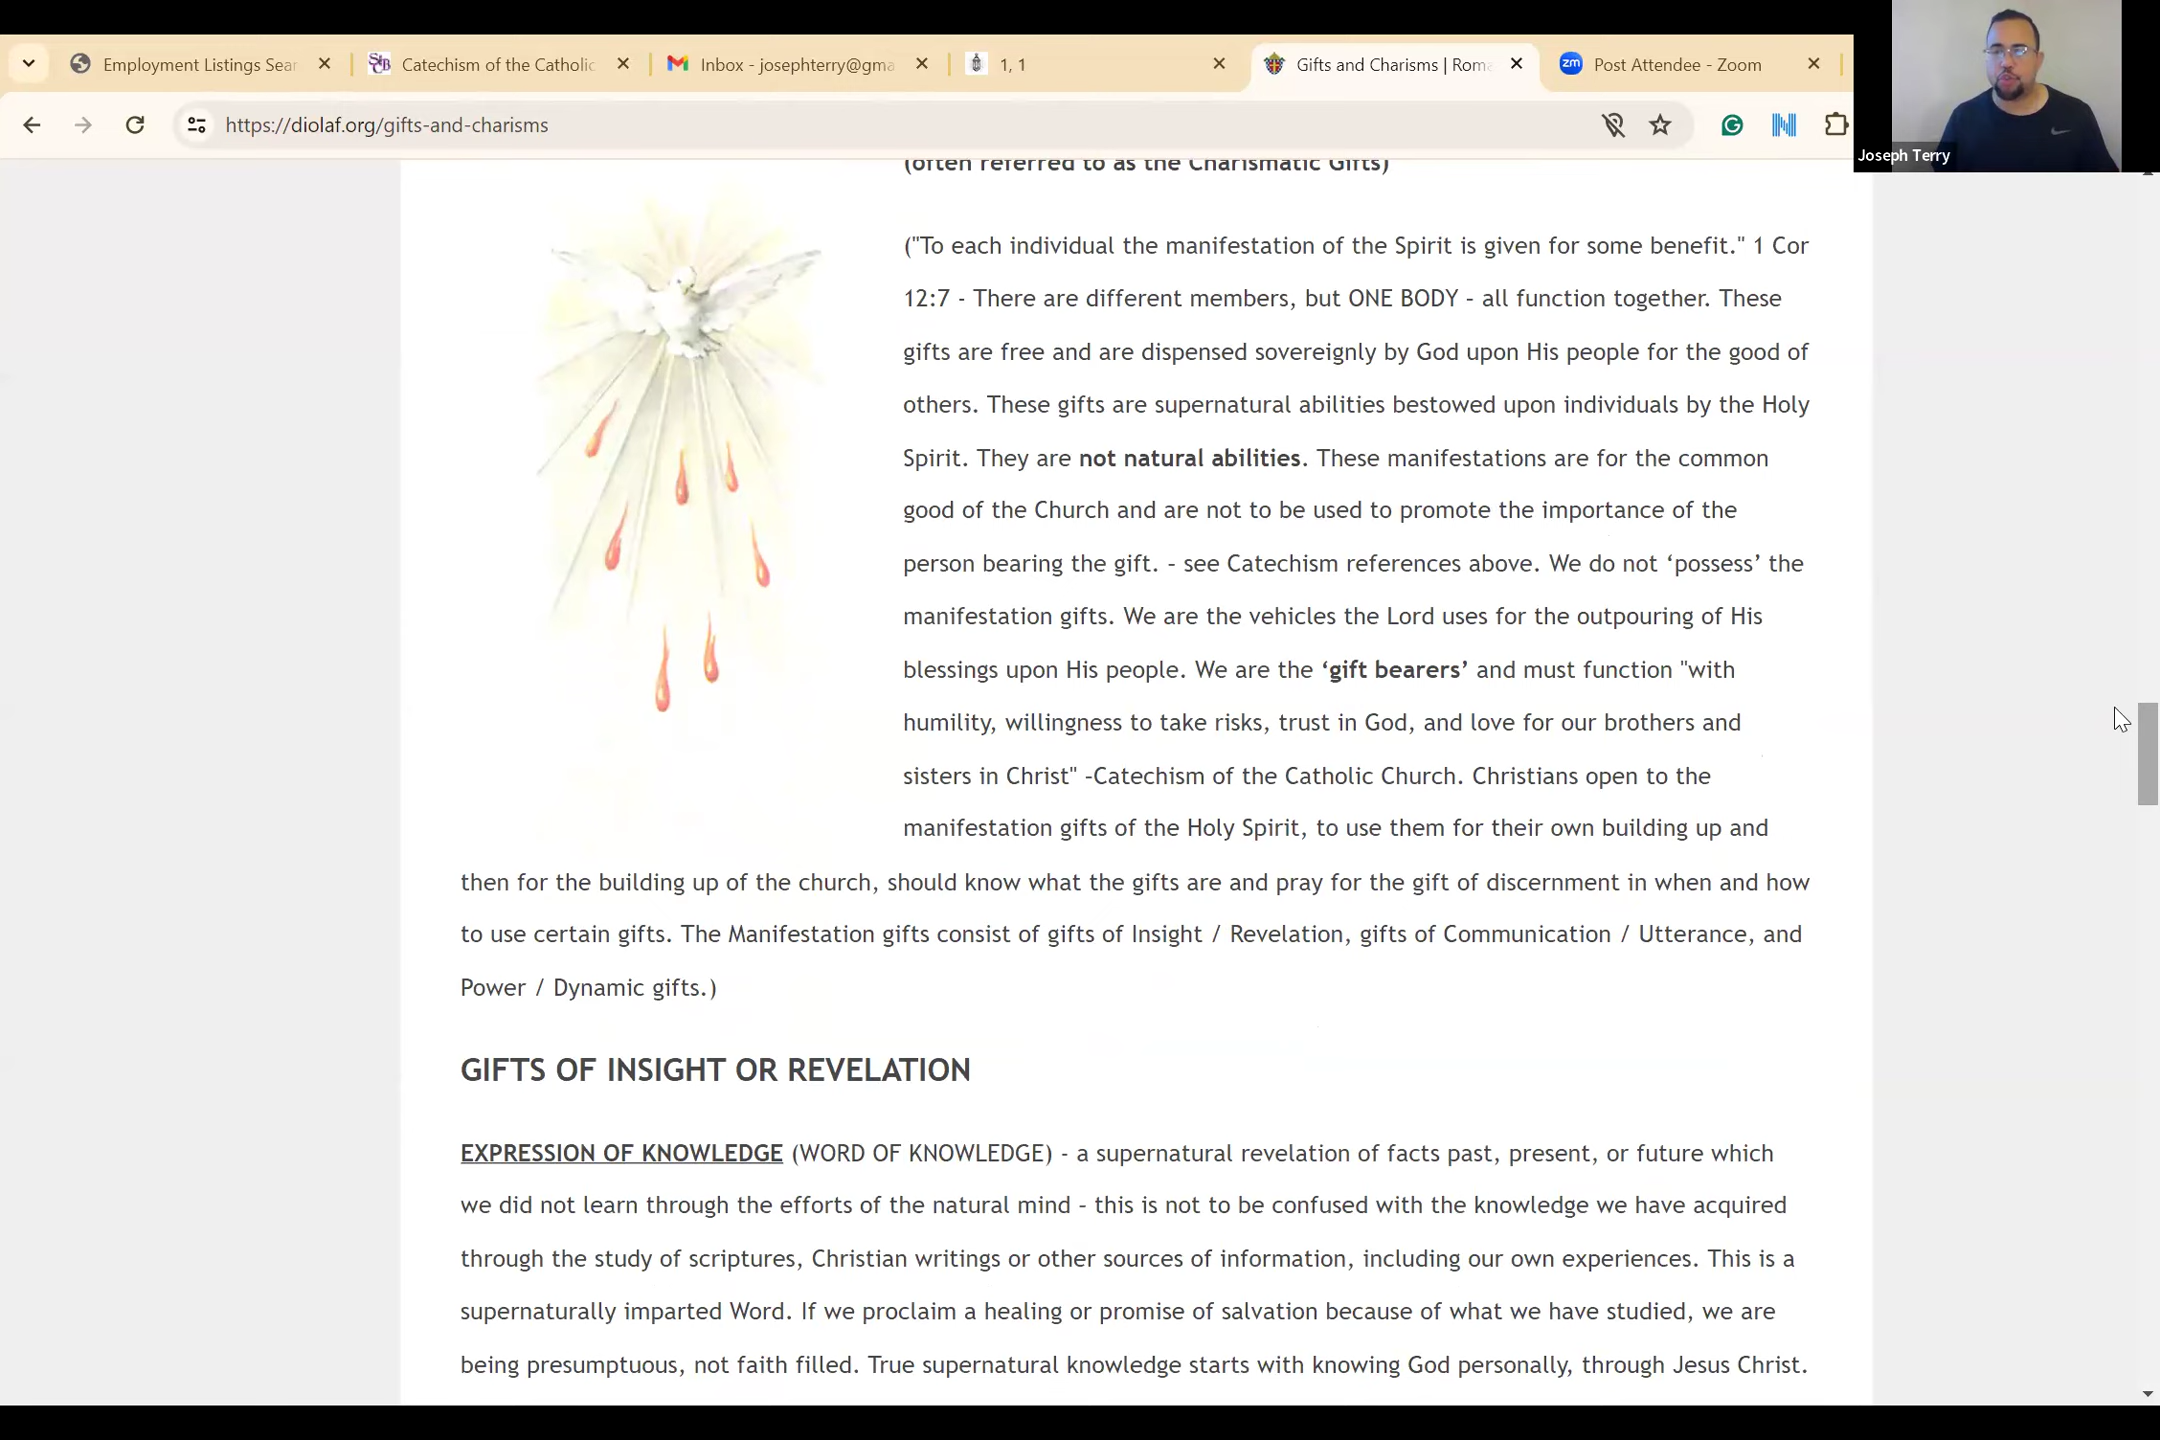 Employment Listings Sear
Catechism of the Catholic
Inbox - josephterry@gma
1, 1
Gifts and Charisms | Roma
Post Attendee - Zoom
https://diolaf.org/gifts-and-charisms
Joseph Terry
(often referred to as the Charismatic Gifts)
("To each individual the manifestation of the Spirit is given for some benefit." 1 Cor
12:7 - There are different members, but ONE BODY - all function together. These
gifts are free and are dispensed sovereignly by God upon His people for the good of
others. These gifts are supernatural abilities bestowed upon individuals by the Holy
Spirit. They are not natural abilities. These manifestations are for the common
good of the Church and are not to be used to promote the importance of the
person bearing the gift. - see Catechism references above. We do not ‘possess’ the
manifestation gifts. We are the vehicles the Lord uses for the outpouring of His
blessings upon His people. We are the ‘gift bearers’ and must function "with
humility, willingness to take risks, trust in God, and love for our brothers and
sisters in Christ" -Catechism of the Catholic Church. Christians open to the
manifestation gifts of the Holy Spirit, to use them for their own building up and
then for the building up of the church, should know what the gifts are and pray for the gift of discernment in when and how
to use certain gifts. The Manifestation gifts consist of gifts of Insight / Revelation, gifts of Communication / Utterance, and
Power / Dynamic gifts.)
GIFTS OF INSIGHT OR REVELATION
EXPRESSION OF KNOWLEDGE (WORD OF KNOWLEDGE) - a supernatural revelation of facts past, present, or future which
we did not learn through the efforts of the natural mind - this is not to be confused with the knowledge we have acquired
through the study of scriptures, Christian writings or other sources of information, including our own experiences. This is a
supernaturally imparted Word. If we proclaim a healing or promise of salvation because of what we have studied, we are
being presumptuous, not faith filled. True supernatural knowledge starts with knowing God personally, through Jesus Christ.